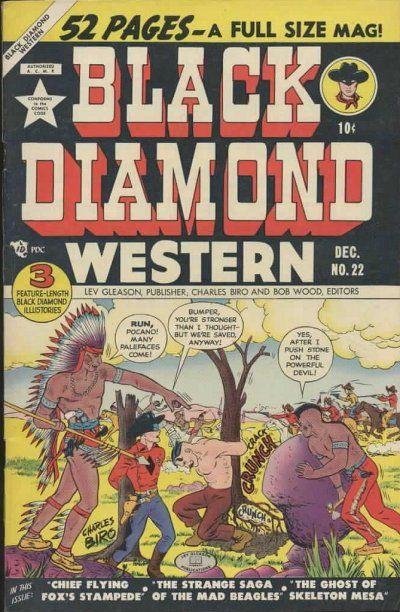 BLACK DIAMOND
WESTERN
52 PAGES-A FULL SIZE MAG!
AUTHORIZED
A.C.M.P.
CONFORMS
to the
COMICS
CODE
BLACK
DIAMOND
WESTERN
10¢
DEC.
NO. 22
PDC
3
FEATURE-LENGTH
BLACK DIAMOND
ILLUSTORIES
LEV GLEASON, PUBLISHER, CHARLES BIRO AND BOB WOOD, EDITORS
RUN,
POCANO!
MANY
PALEFACES
COME!
BUMPER,
YOU'RE STRONGER
THAN I THOUGHT-
BUT WE'RE SAVED,
ANYWAY!
YES,
AFTER I
PUSH STONE
ON THE
POWERFUL
DEVIL!
CRACK
CRUNCH
CRUNCH
CHARLES
BIRO
LEV GLEASON
PUBLICATIONS
IN THIS
ISSUE:
'CHIEF FLYING
FOX'S STAMPEDE'
• 'THE STRANGE SAGA
OF THE MAD BEAGLES'
• 'THE GHOST OF
SKELETON MESA'